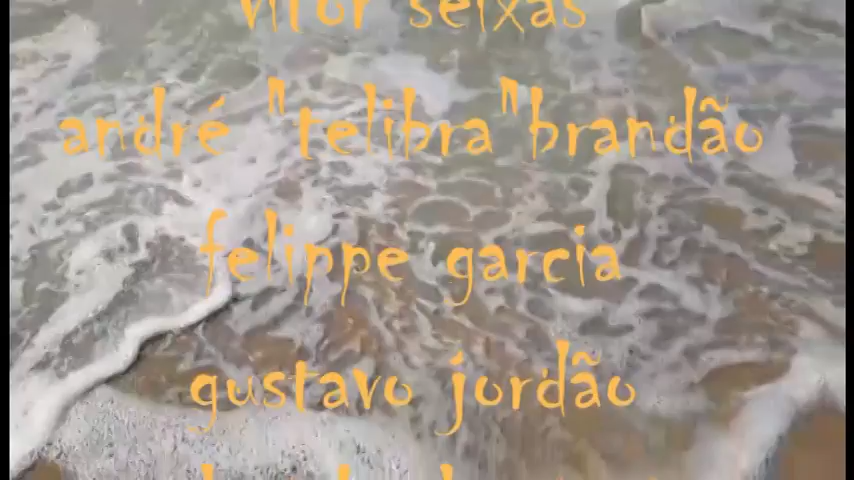 vitor seixas
andré "telibra"brandão
felippe garcia
gustavo jordão